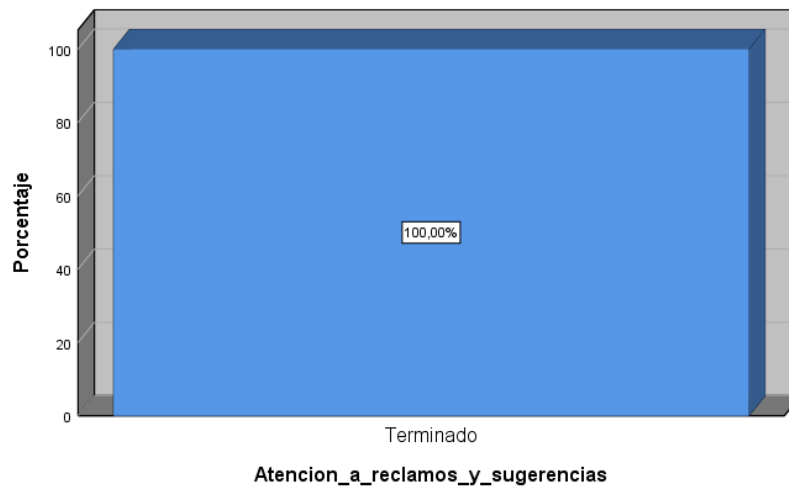 100
80
60
40
20
0
Porcentaje
100,00%
Terminado
Atencion_a_reclamos_y_sugerencias